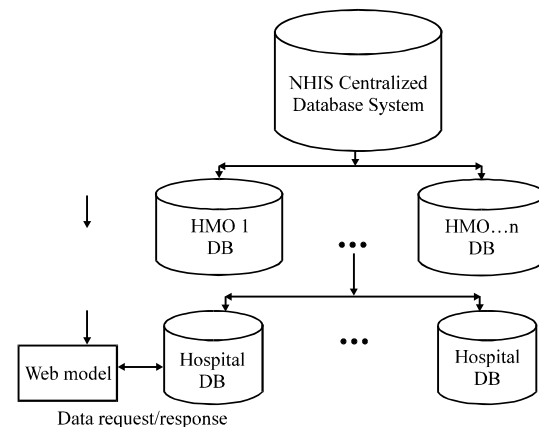 NHIS Centralized
Database System
HMO 1
DB
...
HMO...n
DB
Hospital
DB
...
Hospital
DB
Web model
Data request/response